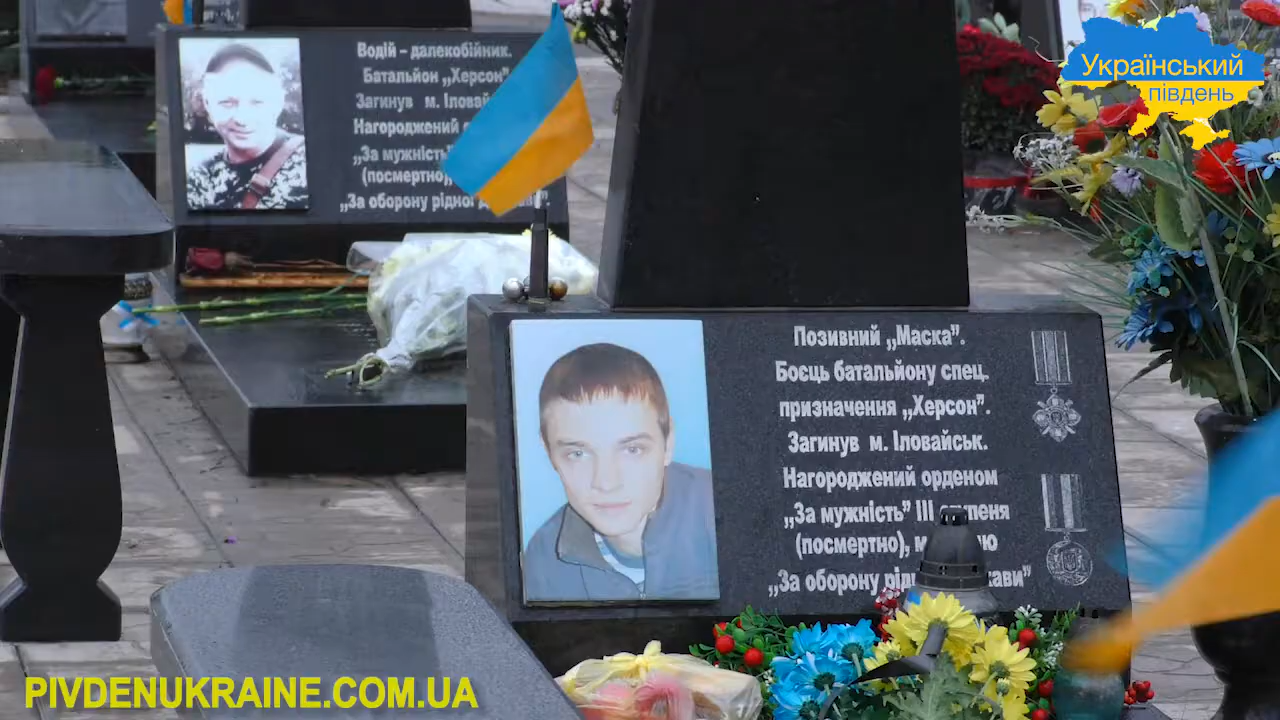 Водій – далекобійник.
Батальйон „Херсон”
Загинув м. Іловайськ.
Нагороджений
„За мужність”
(посмертно),
„За оборону рідної
Український
південь
Позивний „Маска”.
Боєць батальйону спец.
призначення „Херсон”.
Загинув м. Іловайськ.
Нагороджений орденом
„За мужність” III
(посмертно),
„За оборону
PIVDENUKRAINE.COM.UA